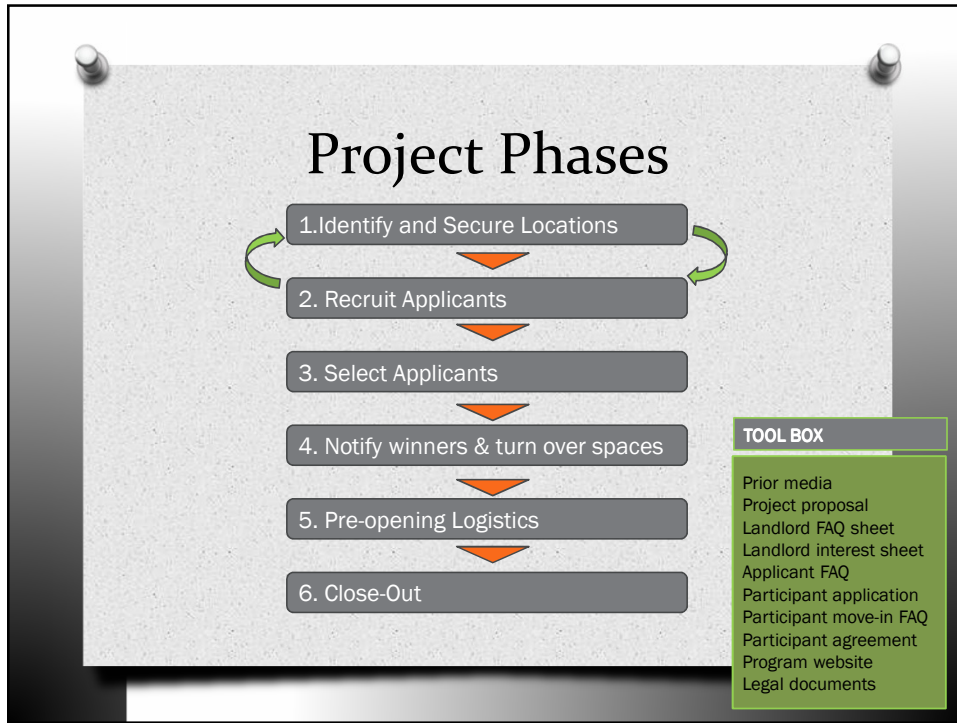 Project Phases
1.Identify and Secure Locations
2. Recruit Applicants
3. Select Applicants
4. Notify winners & turn over spaces
5. Pre-opening Logistics
6. Close-Out
TOOL BOX
Prior media
Project proposal
Landlord FAQ sheet
Landlord interest sheet
Applicant FAQ
Participant application
Participant move-in FAQ
Participant agreement
Program website
Legal documents